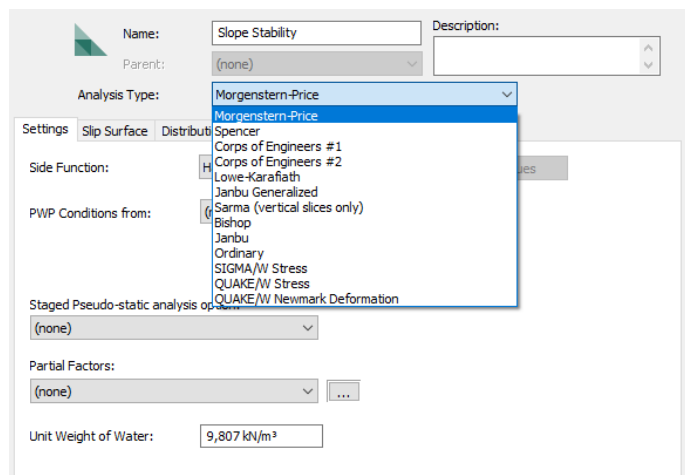 Name:
Slope Stability
Description:
Parent:
(none)
Analysis Type:
Morgenstern-Price
Morgenstern-Price
Settings
Slip Surface
Distributi
Spencer
Corps of Engineers #1
Side Function:
H
Corps of Engineers #2
ues
Lowe-Karafiath
Janbu Generalized
Sarma (vertical slices only)
PWP Conditions from:
Bishop
Janbu
Ordinary
SIGMA/W Stress
QUAKE/W Stress
QUAKE/W Newmark Deformation
Staged Pseudo-static analysis option:
(none)
Partial Factors:
(none)
...
Unit Weight of Water:
9,807 kN/m³